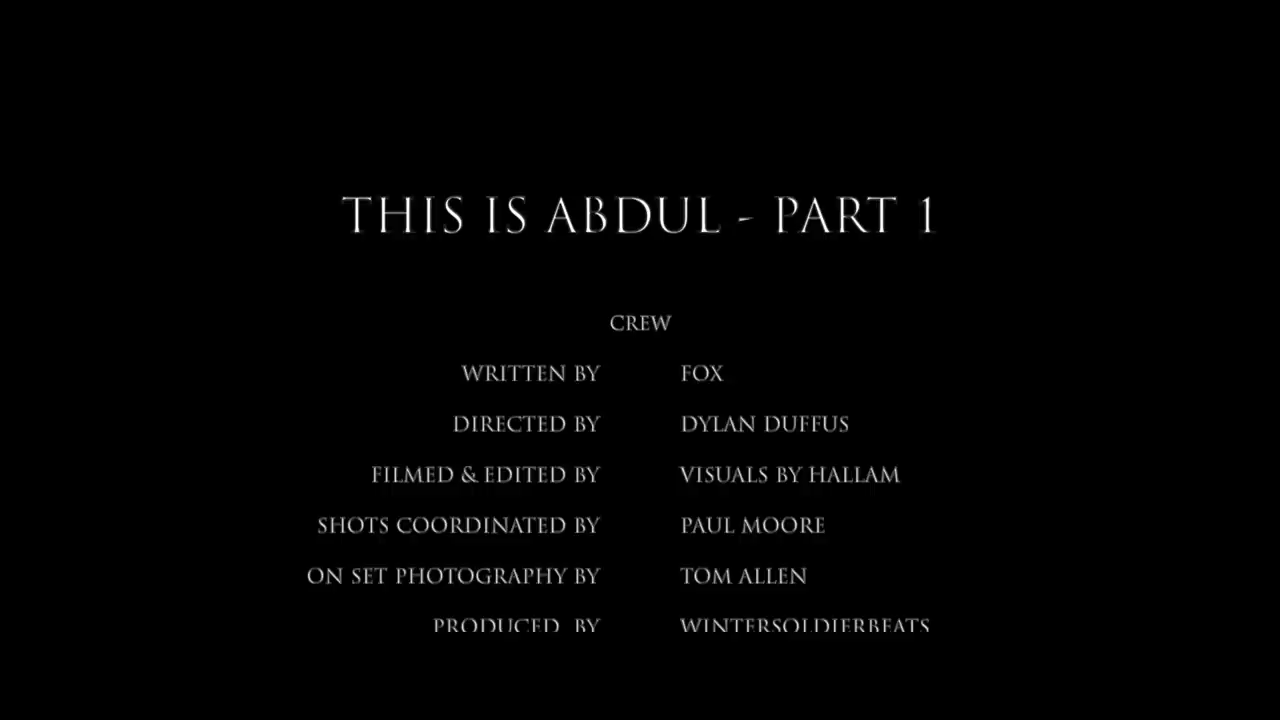 THIS IS ABDUL - PART 1
CREW
WRITTEN BY FOX
DIRECTED BY DYLAN DUFFUS
FILMED & EDITED BY VISUALS BY HALLAM
SHOTS COORDINATED BY PAUL MOORE
ON SET PHOTOGRAPHY BY TOM ALLEN
PRODUCED BY WINTERSOLDIERBEATS